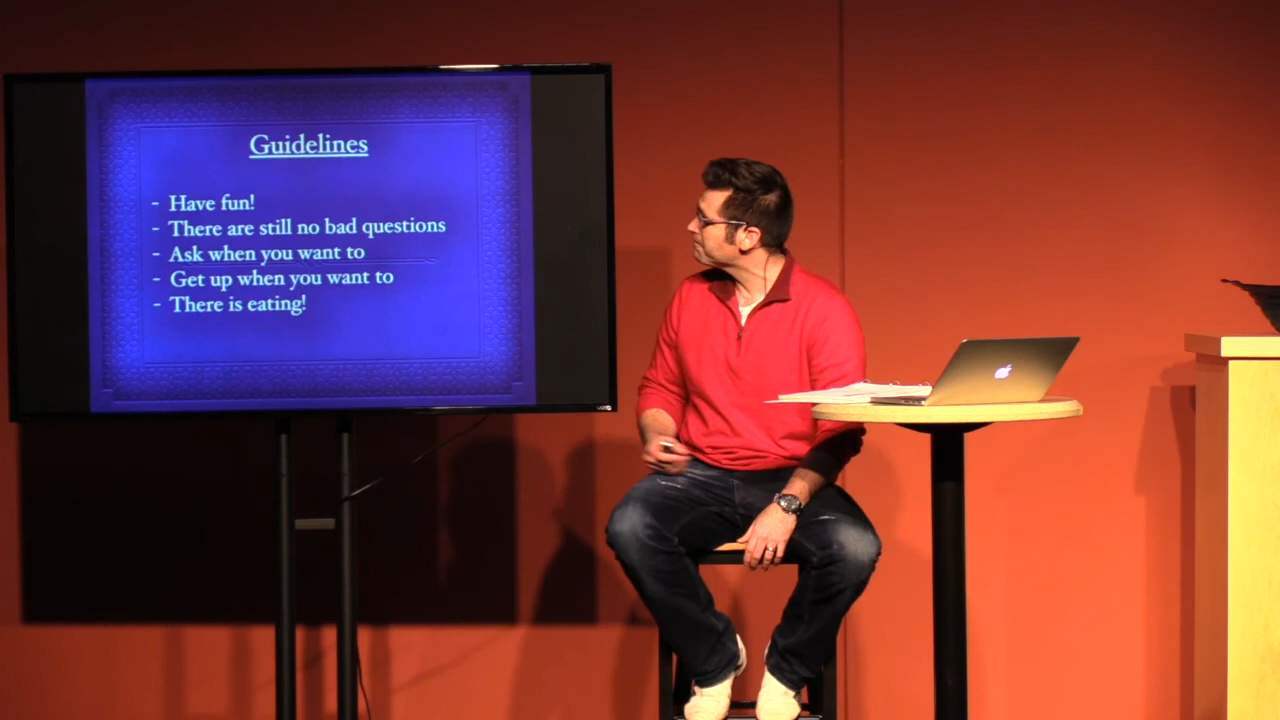 Guidelines
- Have fun!
- There are still no bad questions
- Ask when you want to
- Get up when you want to
- There is eating!